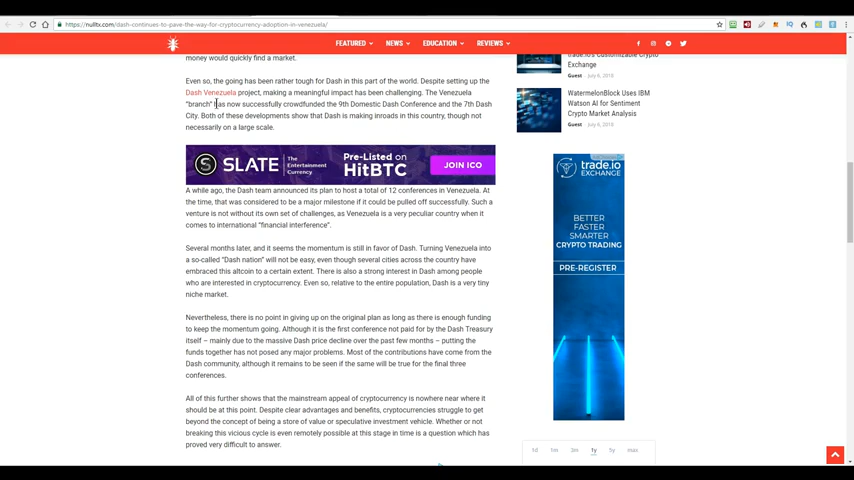 https://nulltx.com/dash-continues-to-pave-the-way-for-cryptocurrency-adoption-in-venezuela/
FEATURED
NEWS
EDUCATION
REVIEWS
money would quickly find a market.
Even so, the going has been rather tough for Dash in this part of the world. Despite setting up the
Dash Venezuela project, making a meaningful impact has been challenging. The Venezuela
"branch" has now successfully crowdfunded the 9th Domestic Dash Conference and the 7th Dash
City. Both of these developments show that Dash is making inroads in this country, though not
necessarily on a large scale.
SLATE
The
Entertainment
Currency
Pre-Listed on
HitBTC
JOIN ICO
A while ago, the Dash team announced its plan to host a total of 12 conferences in Venezuela. At
the time, that was considered to be a major milestone if it could be pulled off successfully. Such a
venture is not without its own set of challenges, as Venezuela is a very peculiar country when it
comes to international "financial interference".
Several months later, and it seems the momentum is still in favor of Dash. Turning Venezuela into
a so-called "Dash nation" will not be easy, even though several cities across the country have
embraced this altcoin to a certain extent. There is also a strong interest in Dash among people
who are interested in cryptocurrency. Even so, relative to the entire population, Dash is a very tiny
niche market.
Nevertheless, there is no point in giving up on the original plan as long as there is enough funding
to keep the momentum going. Although it is the first conference not paid for by the Dash Treasury
itself – mainly due to the massive Dash price decline over the past few months – putting the
funds together has not posed any major problems. Most of the contributions have come from the
Dash community, although it remains to be seen if the same will be true for the final three
conferences.
All of this further shows that the mainstream appeal of cryptocurrency is nowhere near where it
should be at this point. Despite clear advantages and benefits, cryptocurrencies struggle to get
beyond the concept of being a store of value or speculative investment vehicle. Whether or not
breaking this vicious cycle is even remotely possible at this stage in time is a question which has
proved very difficult to answer.
trade.io's Customizable Crypto
Exchange
Guest - July 6, 2018
WatermelonBlock Uses IBM
Watson AI for Sentiment
Crypto Market Analysis
Guest - July 6, 2018
trade.io
EXCHANGE
BETTER
FASTER
SMARTER
CRYPTO TRADING
PRE-REGISTER
1d 1m 3m 1y 5y max